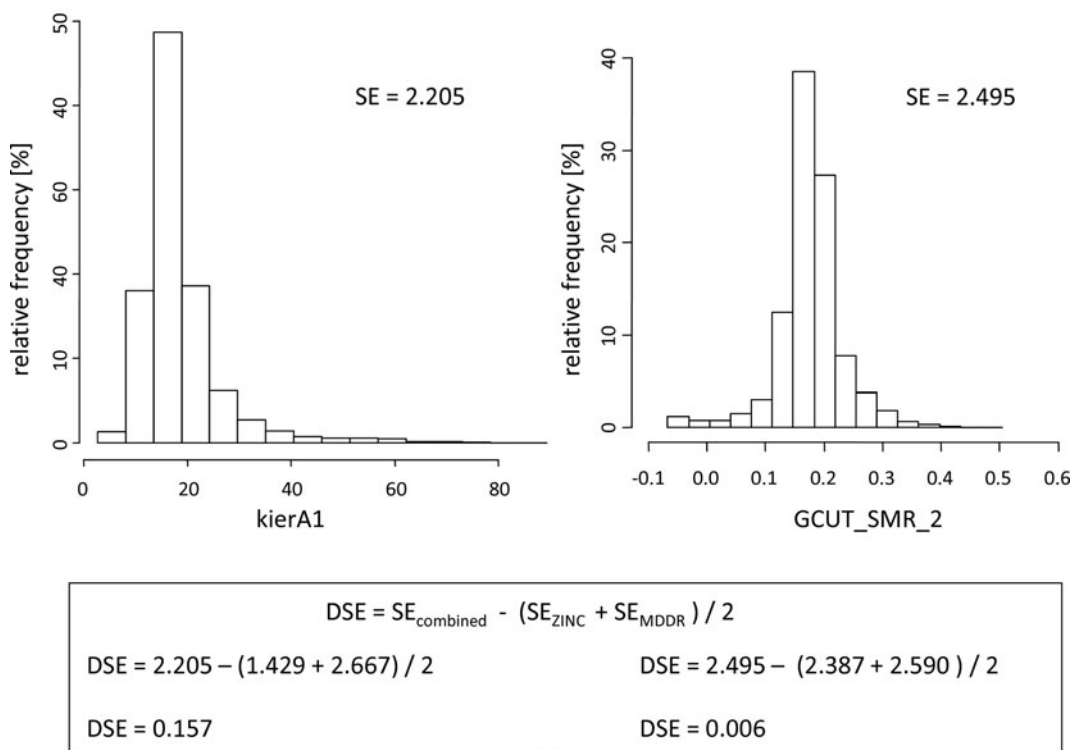 relative frequency [%]
50
40
60
40
10
0
SE = 2.205
0 20 40 60 80
kierA1
relative frequency [%]
40
30
20
10
0
SE = 2.495
-0.1 0.0 0.1 0.2 0.3 0.4 0.5 0.6
GCUT_SMR_2
DSE = SEcombined - (SEZINC + SEMDDR ) / 2
DSE = 2.205 – (1.429 + 2.667) / 2
DSE = 2.495 – (2.387 + 2.590 ) / 2
DSE = 0.157
DSE = 0.006